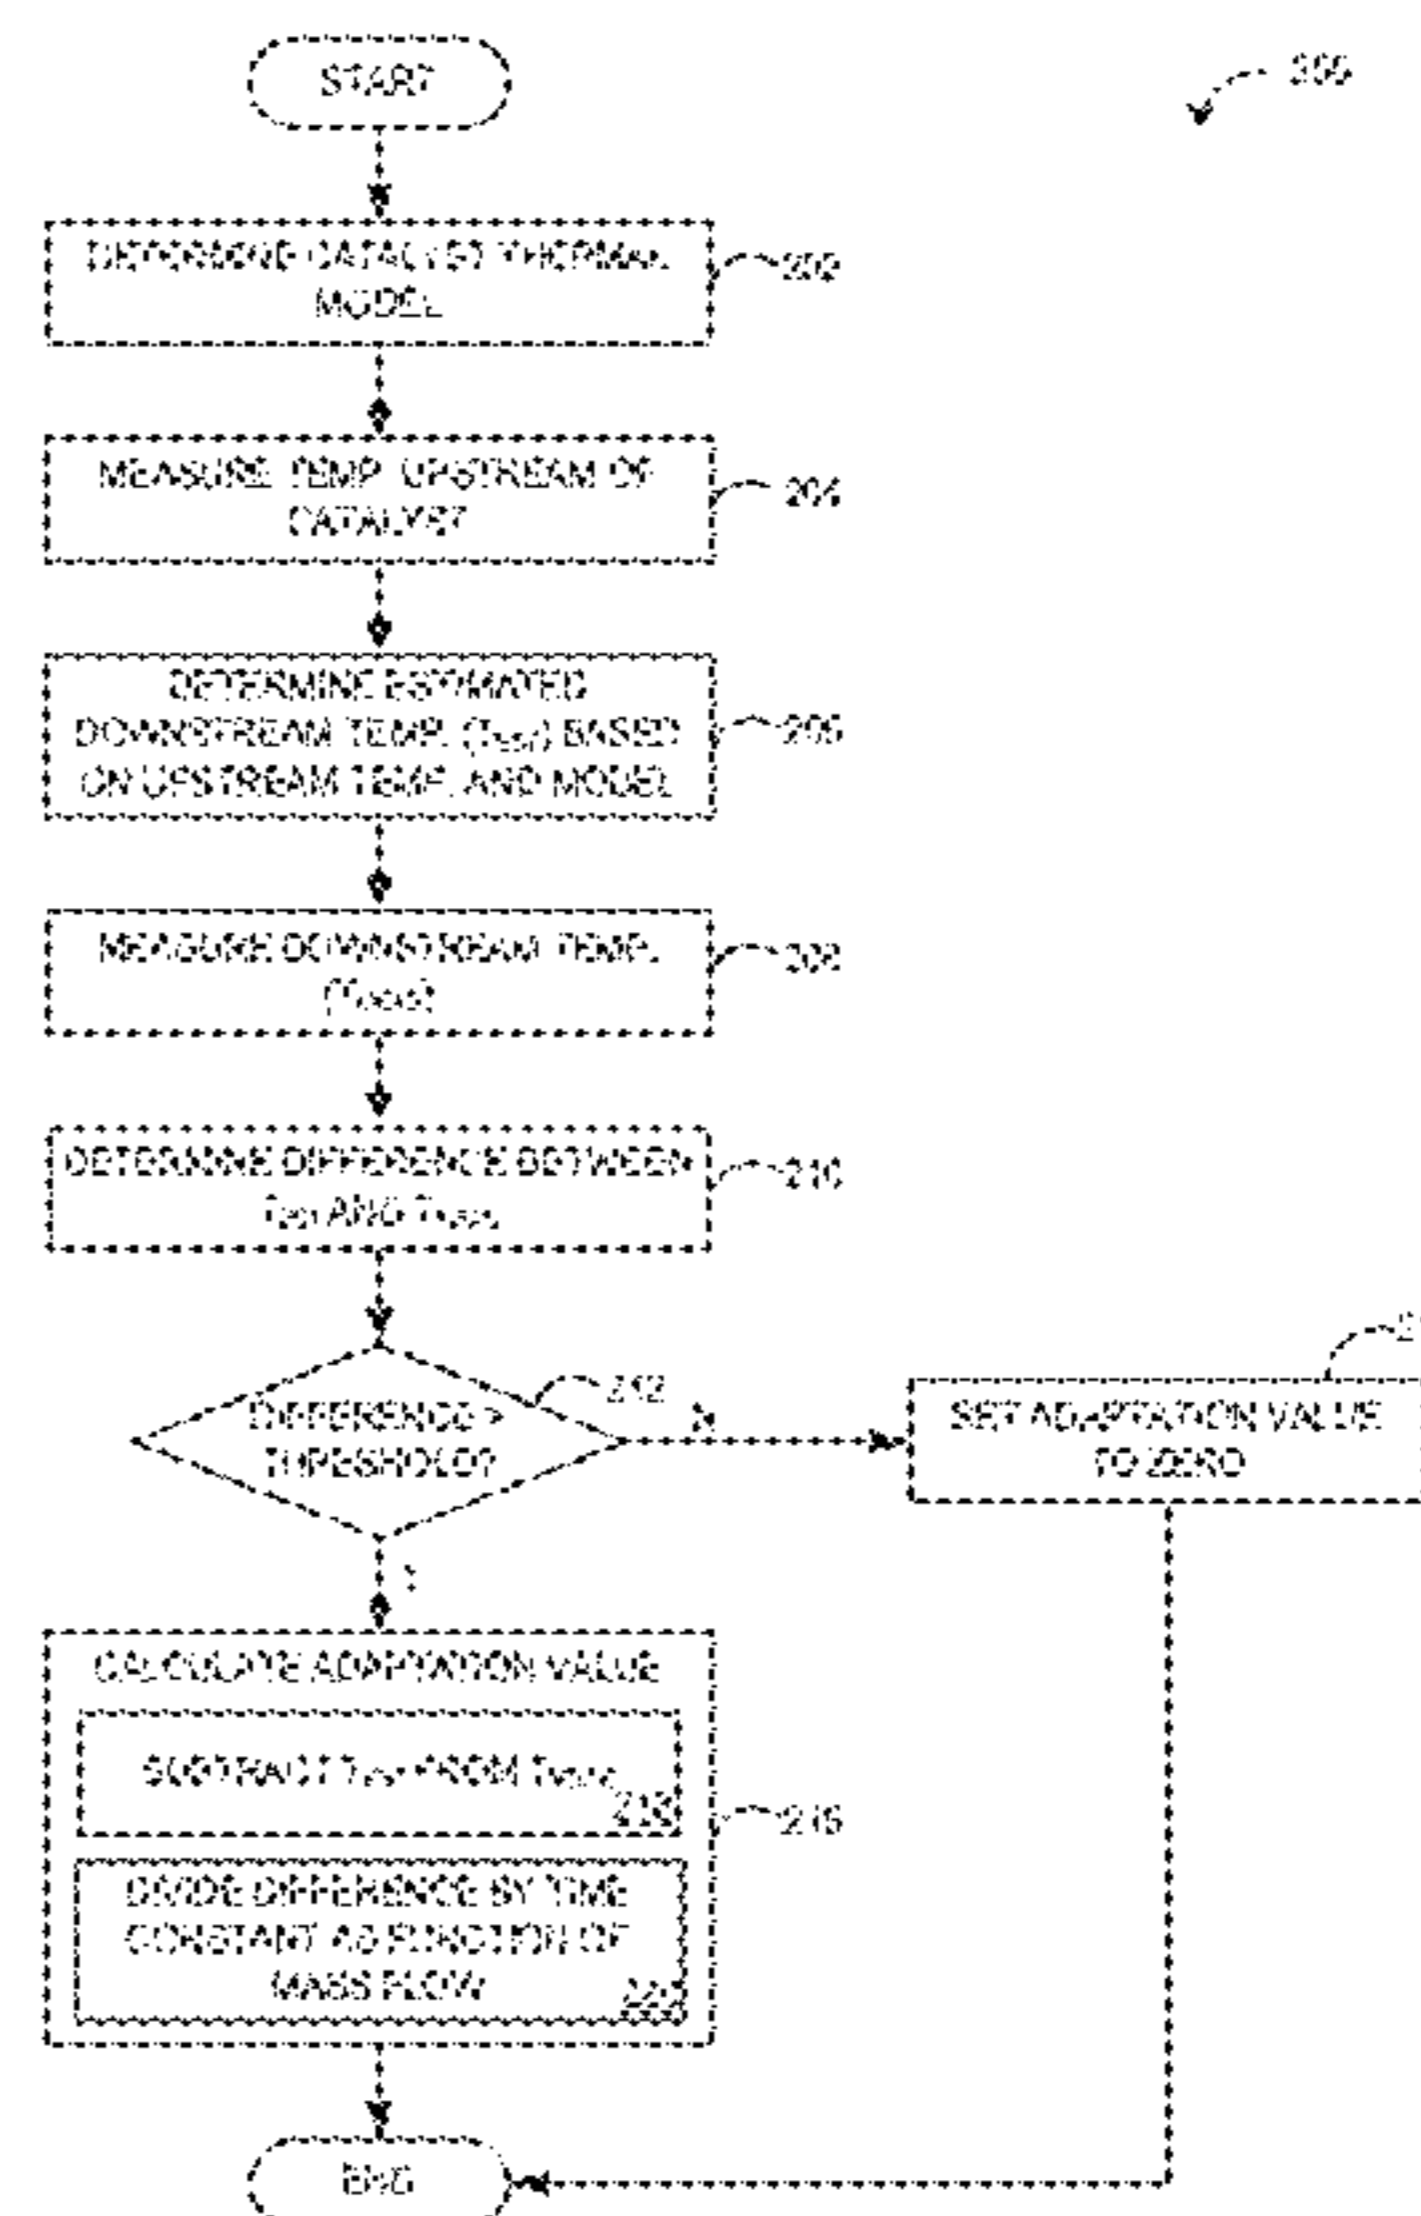 START
200
DETERMINE CATALYST THERMAL
MODEL
202
MEASURE TEMP. UPSTREAM OF
CATALYST
204
DETERMINE ESTIMATED
DOWNSTREAM TEMP. (TEST) BASED
ON UPSTREAM TEMP. AND MODEL
206
MEASURE DOWNSTREAM TEMP.
208
DETERMINE DIFFERENCE BETWEEN
TEST AND
210
DIFFERENCE >
THRESHOLD?
212
N
SET ADAPTATION VALUE
TO ZERO
CALCULATE ADAPTATION VALUE
SUBTRACT TEST FROM
218
216
DIVIDE DIFFERENCE BY TIME
CONSTANT AS FUNCTION OF
MASS FLOW
END